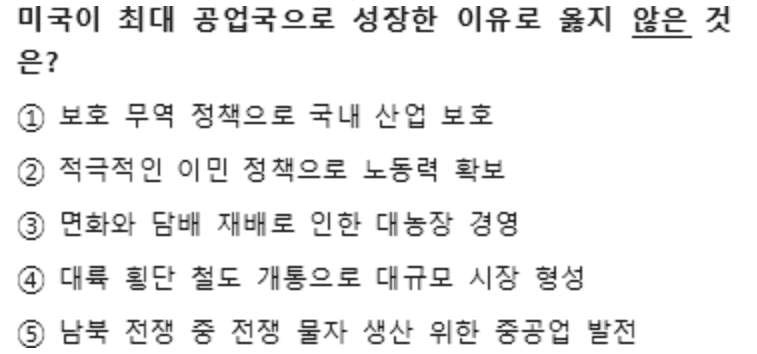 미국이 최대 공업국으로 성장한 이유로 옳지 않은 것
은?
① 보호 무역 정책으로 국내 산업 보호
② 적극적인 이민 정책으로 노동력 확보
③ 면화와 담배 재배로 인한 대농장 경영
④ 대륙 횡단 철도 개통으로 대규모 시장 형성
⑤ 남북 전쟁 중 전쟁 물자 생산 위한 중공업 발전